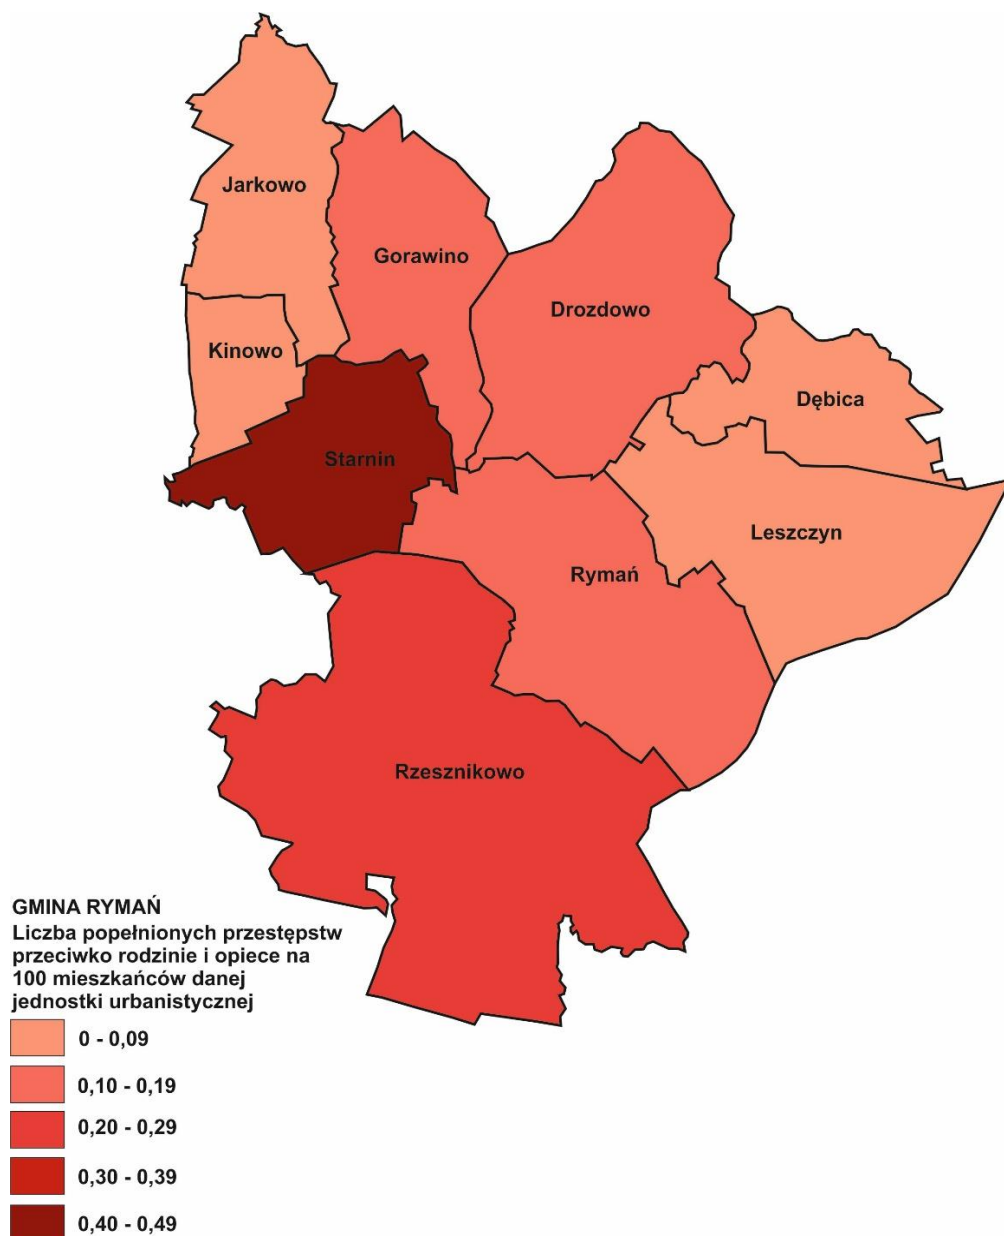 Jarkowo
Gorawino
Drozdowo
Kinowo
Dębica
Starnin
Leszczyn
Rymań
Rzesznikowo
GMINA RYMAŃ
Liczba popełnionych przestępstw
przeciwko rodzinie i opiece na
100 mieszkańców danej
jednostki urbanistycznej
0 - 0,09
0,10 - 0,19
0,20 - 0,29
0,30 - 0,39
0,40 - 0,49